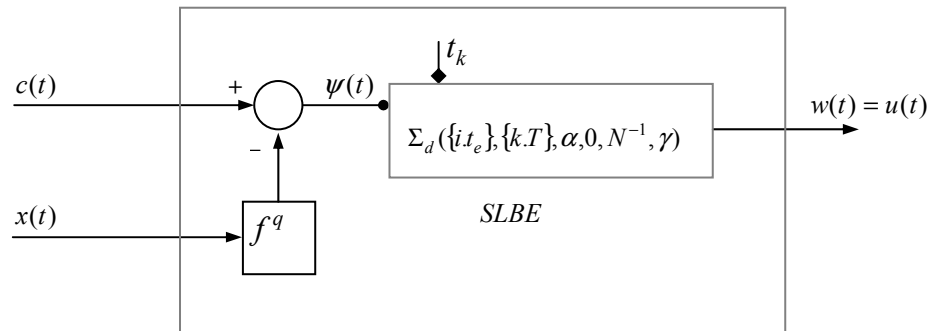 t_k
c(t)
+
ψ(t)
w(t) = u(t)
Σ_d ({i.t_e},{k.T},α,0, N^{-1}, γ)
−
x(t)
f^q
SLBE